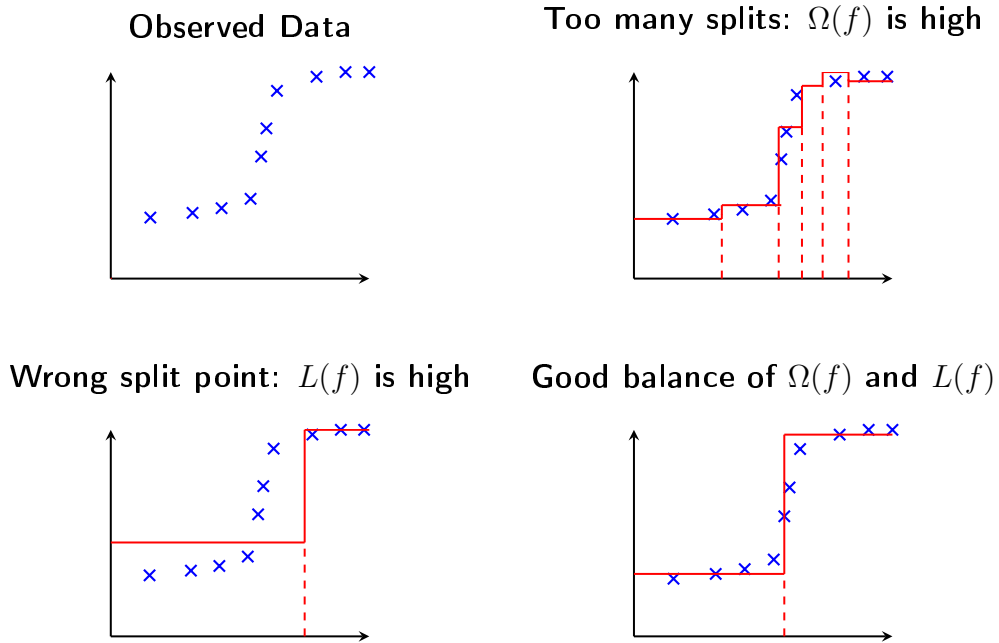 Observed Data
Too many splits: Ω(f) is high
Wrong split point: L(f) is high
Good balance of Ω(f) and L(f)